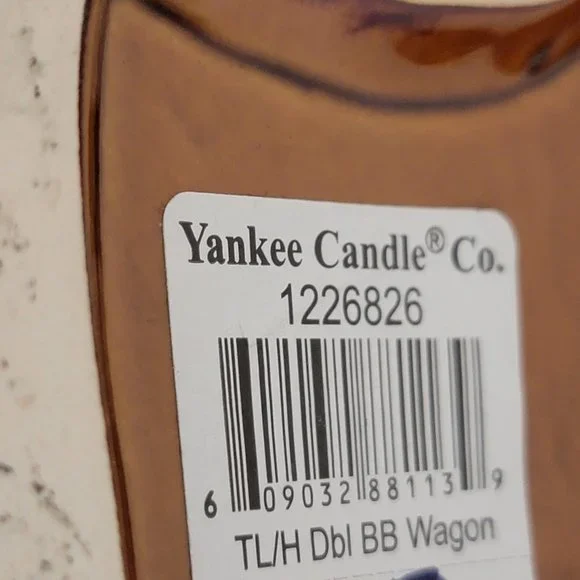 Yankee Candle® Co.
1226826
6 09032 88113 9
TL/H Dbl BB Wagon